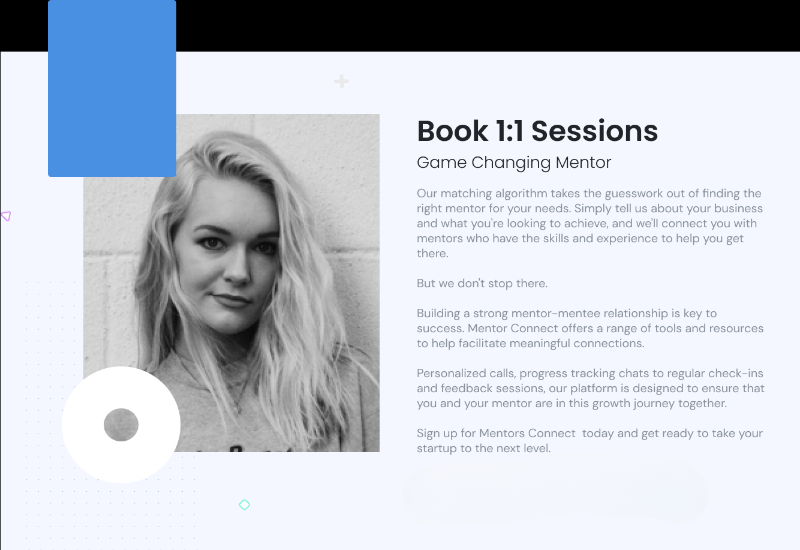 Book 1:1 Sessions
Game Changing Mentor
Our matching algorithm takes the guesswork out of finding the
right mentor for your needs. Simply tell us about your business
and what you're looking to achieve, and we'll connect you with
mentors who have the skills and experience to help you get
there.
But we don't stop there.
Building a strong mentor-mentee relationship is key to
success. Mentor Connect offers a range of tools and resources
to help facilitate meaningful connections.
Personalized calls, progress tracking chats to regular check-ins
and feedback sessions, our platform is designed to ensure that
you and your mentor are in this growth journey together.
Sign up for Mentors Connect  today and get ready to take your
startup to the next level.